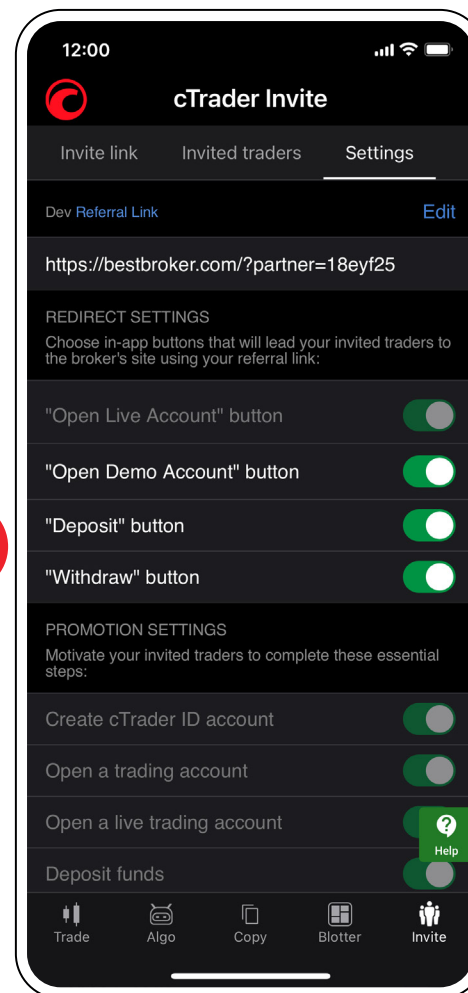 12:00
cTrader Invite
Invite link
Invited traders
Settings
Dev Referral Link
Edit
https://bestbroker.com/?partner=18eyf25
REDIRECT SETTINGS
Choose in-app buttons that will lead your invited traders to
the broker's site using your referral link:
"Open Live Account" button
"Open Demo Account" button
"Deposit" button
"Withdraw" button
PROMOTION SETTINGS
Motivate your invited traders to complete these essential
steps:
Create cTrader ID account
Open a trading account
Open a live trading account
Help
Deposit funds
Trade
Algo
Copy
Blotter
Invite